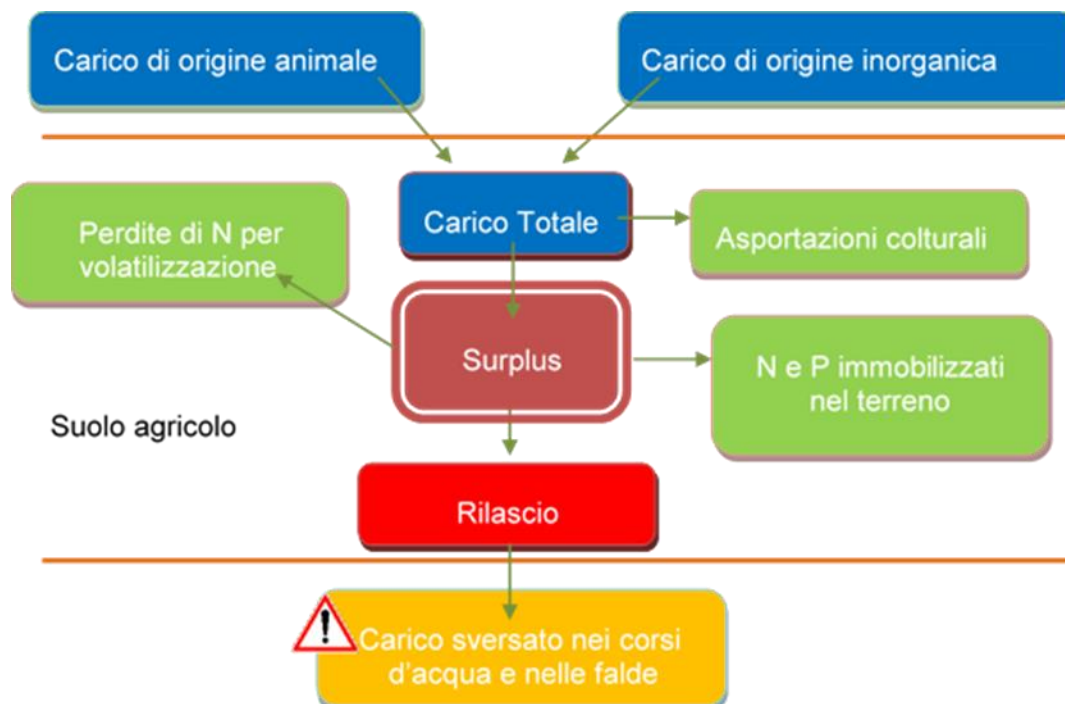 Carico di origine animale
Carico di origine inorganica
Carico Totale
Perdite di N per
volatilizzazione
Asportazioni colturali
Surplus
N e P immobilizzati
nel terreno
Suolo agricolo
Rilascio
!
Carico sversato nei corsi
d'acqua e nelle falde